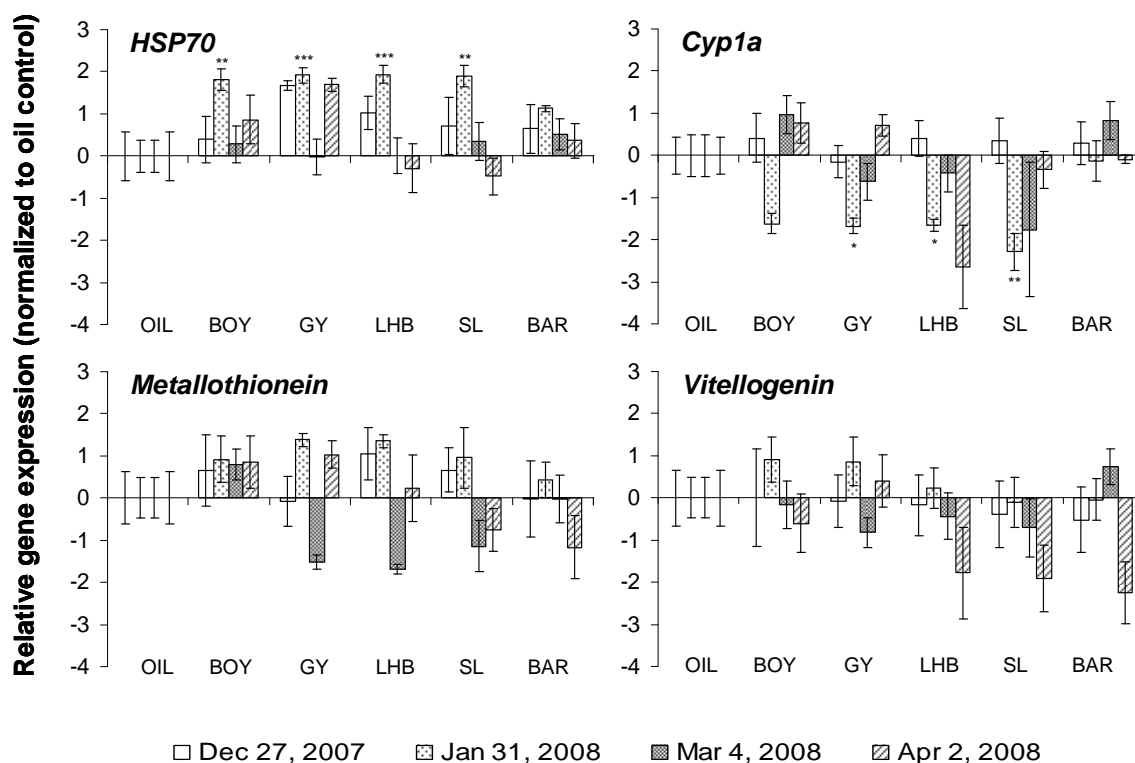 Relative gene expression (normalized to oil control)
HSP70
3
2
1
0
-1
-2
-3
-4
** *** *** **
OIL BOY GY LHB SL BAR
Cyp1a
3
2
1
0
-1
-2
-3
-4
* * **
OIL BOY GY LHB SL BAR
Metallothionein
3
2
1
0
-1
-2
-3
-4
OIL BOY GY LHB SL BAR
Vitellogenin
3
2
1
0
-1
-2
-3
-4
OIL BOY GY LHB SL BAR
Dec 27, 2007 Jan 31, 2008 Mar 4, 2008 Apr 2, 2008